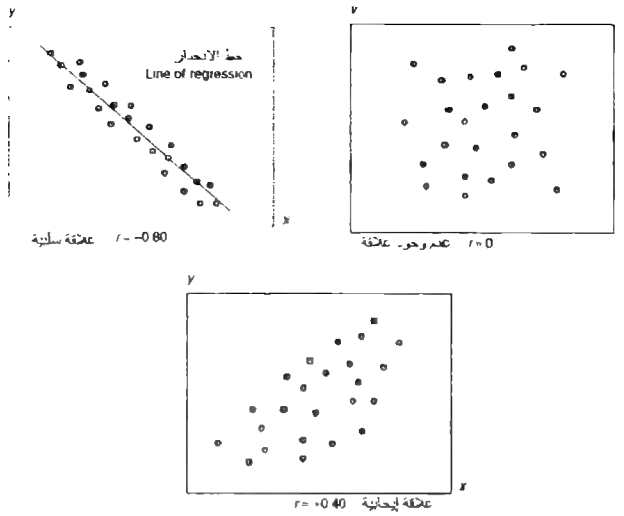 y
خط الانحدار
Line of regression
x
علاقة سلبية r = −0.80
y
عدم وجود علاقة r = 0
y
x
علاقة إيجابية r = +0.40